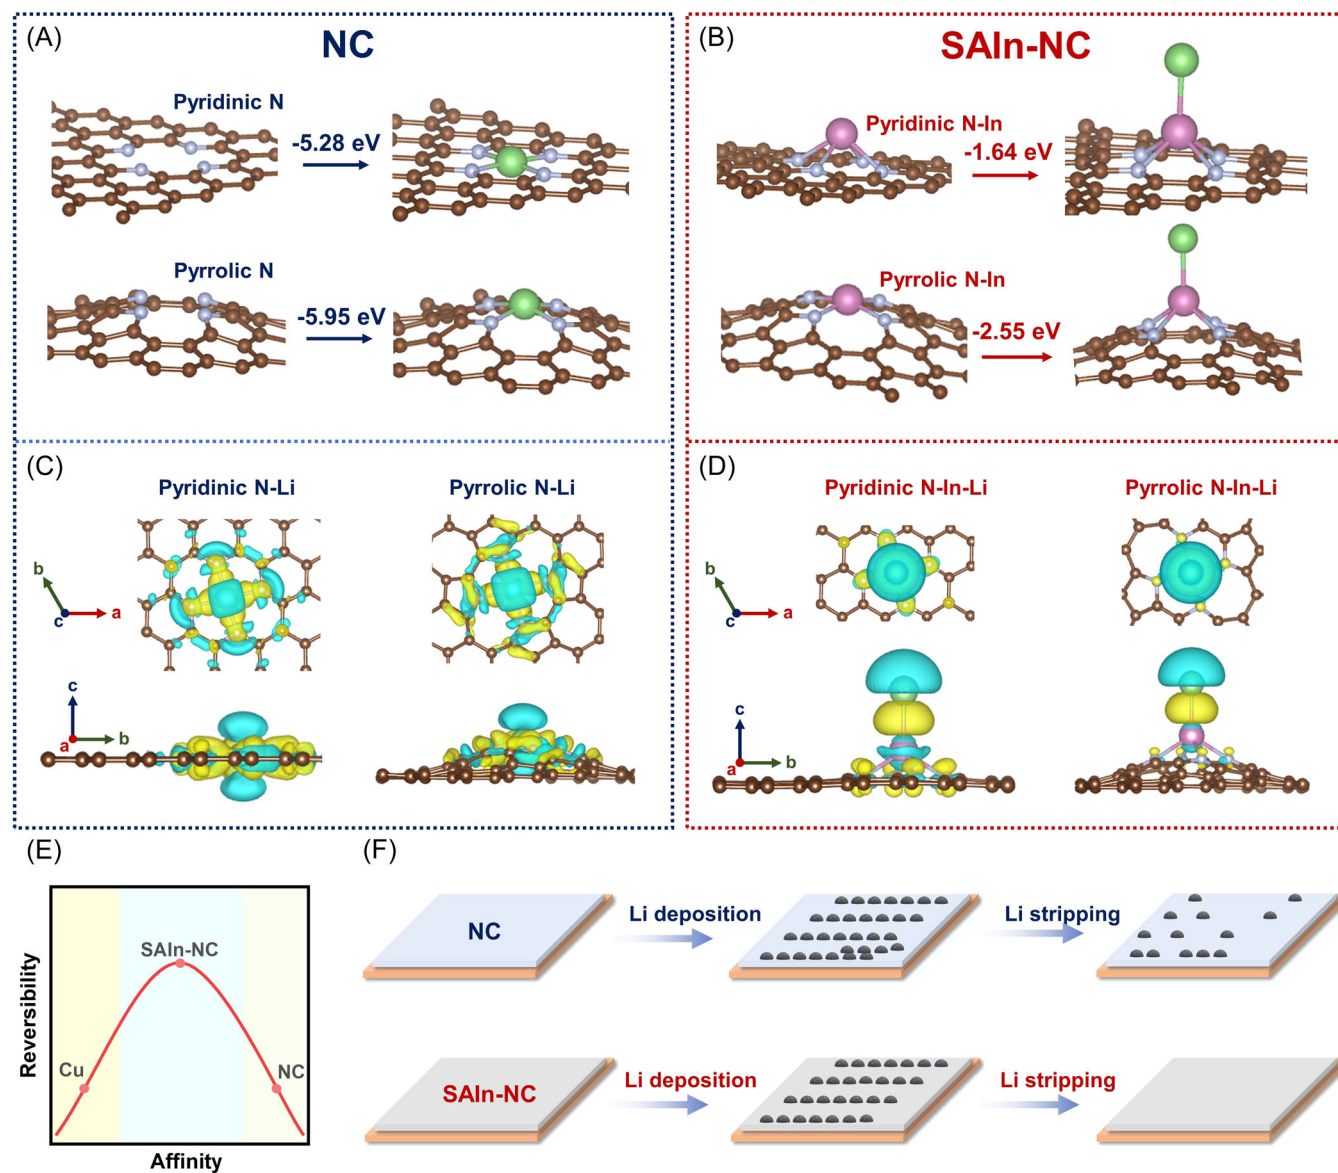 (A)
NC
Pyridinic N
-5.28 eV
Pyrrolic N
-5.95 eV
(B)
SAIn-NC
Pyridinic N-In
-1.64 eV
Pyrrolic N-In
-2.55 eV
(C)
Pyridinic N-Li
Pyrrolic N-Li
b
c
a
c
a
b
(D)
Pyridinic N-In-Li
Pyrrolic N-In-Li
b
c
a
c
a
b
(E)
Reversibility
SAIn-NC
Cu
NC
Affinity
(F)
NC
Li deposition
Li stripping
SAIn-NC
Li deposition
Li stripping